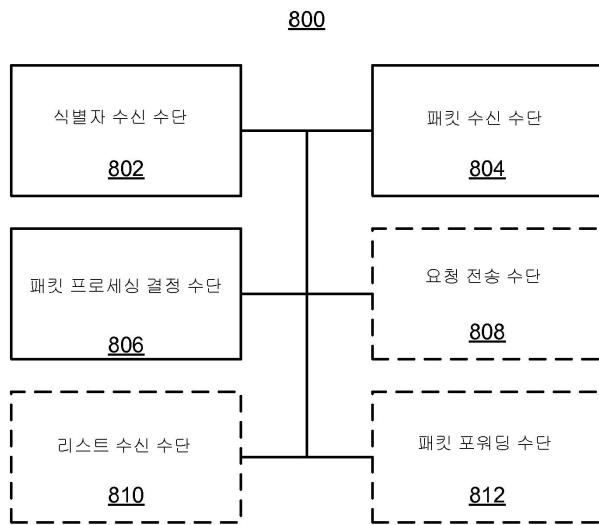 800
식별자 수신 수단
802
패킷 수신 수단
804
패킷 프로세싱 결정 수단
806
요청 전송 수단
808
리스트 수신 수단
810
패킷 포워딩 수단
812